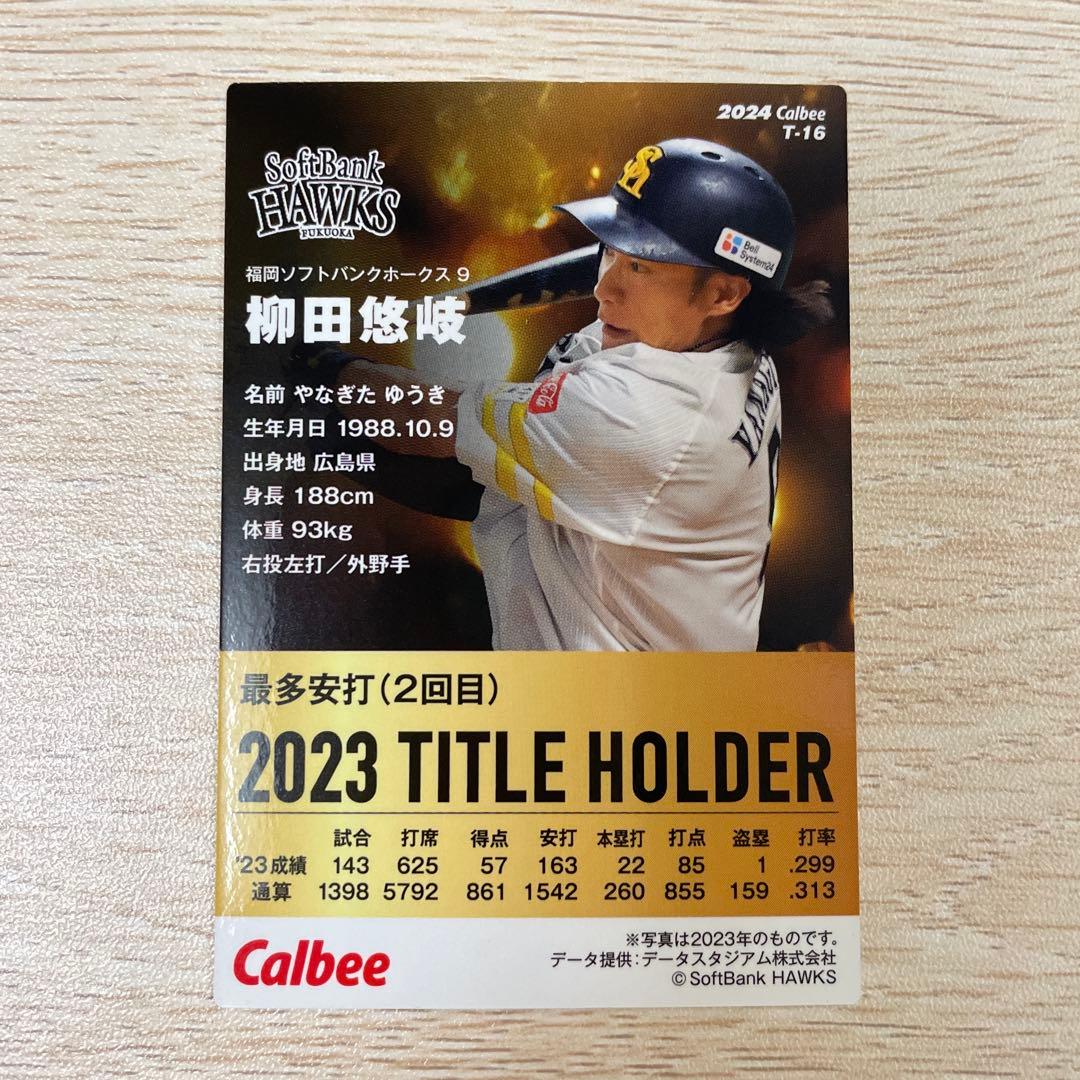 2024 Calbee
T-16
SoftBank
HAWKS
FUKUOKA
SH
Bell
System24
福岡ソフトバンクホークス 9
柳田悠岐
名前 やなぎた ゆうき
生年月日 1988.10.9
出身地 広島県
身長 188cm
体重 93kg
右投左打／外野手
最多安打(2回目)
2023 TITLE HOLDER
試合 打席 得点 安打 本塁打 打点 盗塁 打率
'23成績 143 625 57 163 22 85 1 .299
通算 1398 5792 861 1542 260 855 159 .313
Calbee
※写真は2023年のものです。
データ提供:データスタジアム株式会社
© SoftBank HAWKS